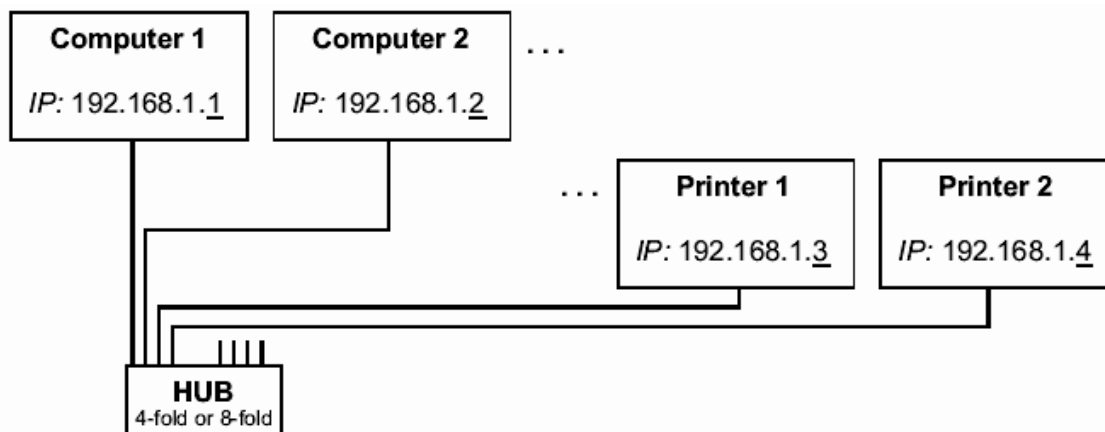 Computer 1
IP: 192.168.1.1
Computer 2
IP: 192.168.1.2
. . .
. . .
Printer 1
IP: 192.168.1.3
Printer 2
IP: 192.168.1.4
HUB
4-fold or 8-fold